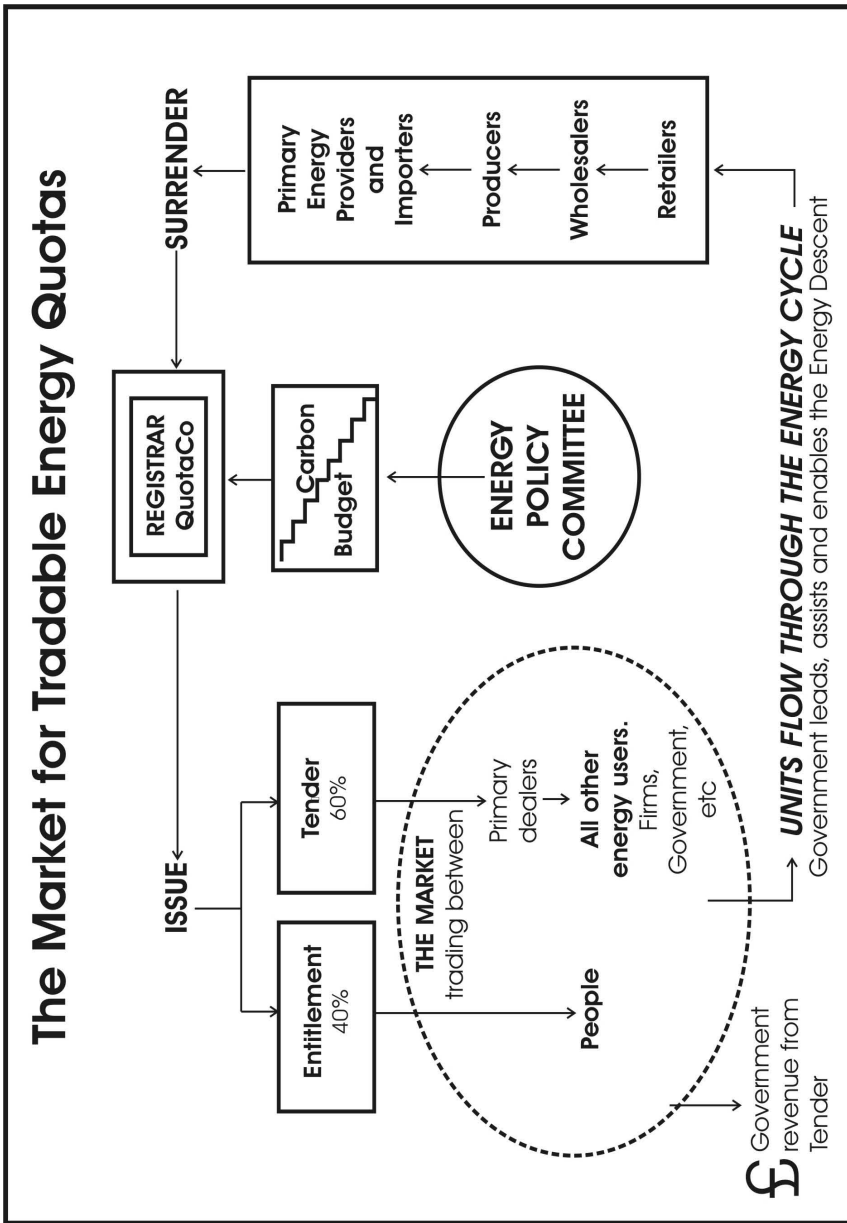 The Market for Tradable Energy Quotas
ISSUE
REGISTRAR
QuotaCo
SURRENDER
Entitlement
40%
Tender
60%
Carbon
Budget
ENERGY
POLICY
COMMITTEE
Primary
Energy
Providers
and
Importers
Producers
Wholesalers
Retailers
THE MARKET
trading between
People
Primary
dealers
All other
energy users.
Firms,
Government,
etc
£ Government
revenue from
Tender
UNITS FLOW THROUGH THE ENERGY CYCLE
Government leads, assists and enables the Energy Descent